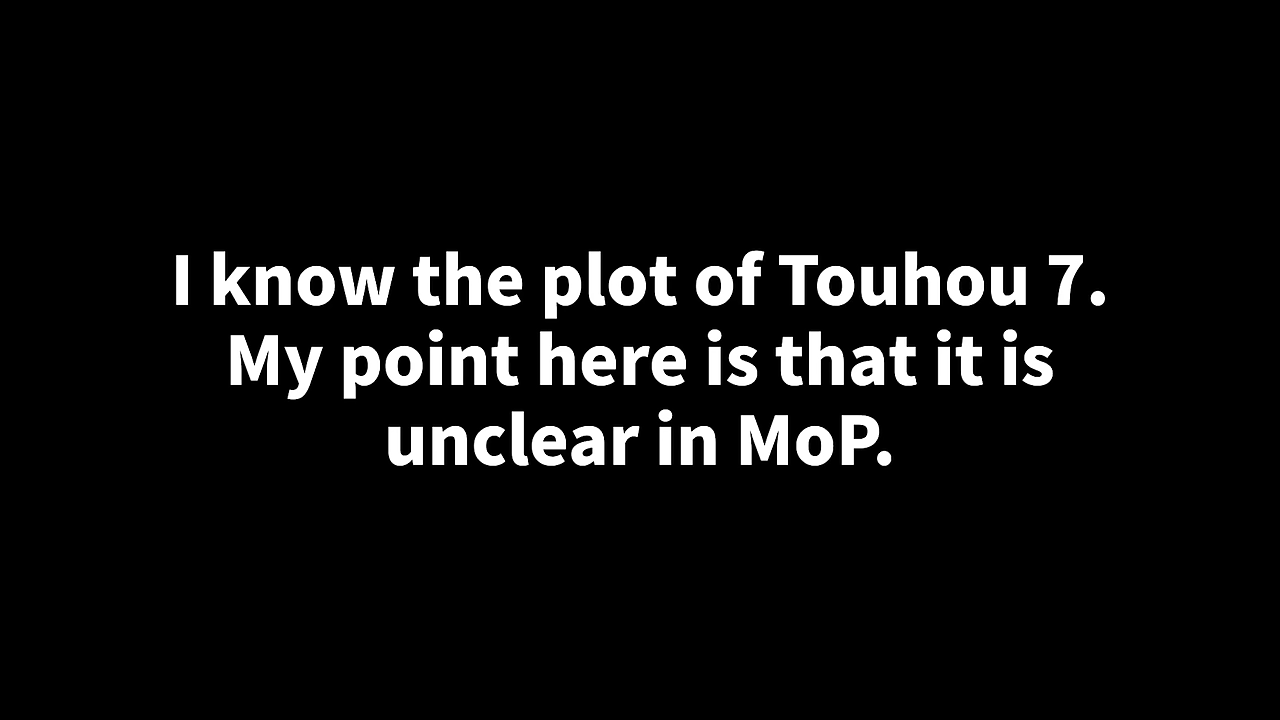 I know the plot of Touhou 7.
My point here is that it is
unclear in MoP.